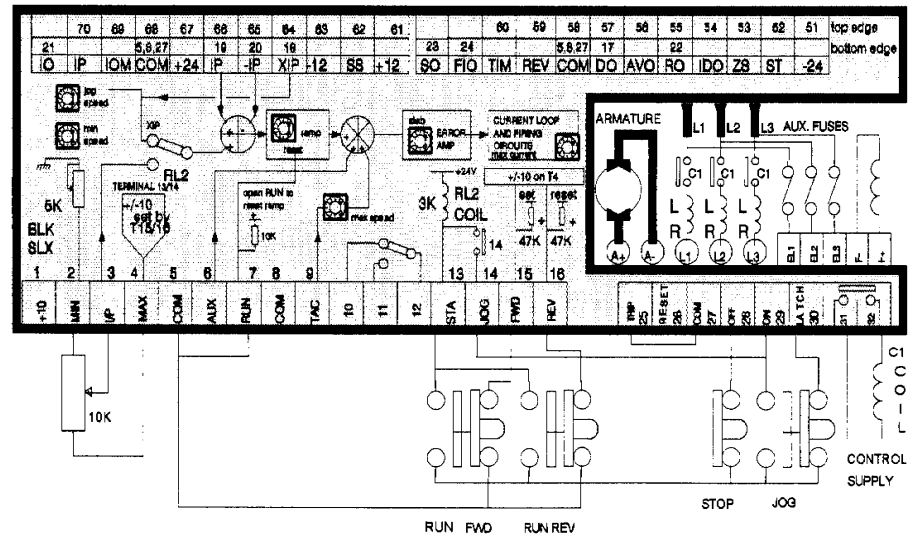 70 69 68 67 66 65 64 63 62 61 60 59 58 57 56 55 54 53 52 51 top edge
21 5,8,27 19 20 18 23 24 5,8,27 17 22 bottom edge
IO IP IOM COM +24 IP -IP XIP -12 SS +12 SO FIO TIM REV COM DO AVO RO IDO ZS ST -24
top speed
min speed
XIP
RL2
5K
BLK
SLX
TERMINAL 13/14
+/-10
set by
T15/16
ramp
reset
open RUN to
reset ramp
10K
max speed
stab
ERROR
AMP
CURRENT LOOP
AND FIRING
CIRCUITS
max current
+24V
+/-10 on T4
RL2
COIL
3K
14
set
reset
47K
47K
ARMATURE
L1 L2 L3 AUX. FUSES
C1 C1 C1
L L L
R R R
A+ A- L1 L2 L3 EL1 EL2 EL3 F- F+
1 2 3 4 5 6 7 8 9 13 14 15 16
+10 MIN I/P MAX COM AUX RUN COM TAC 10 11 12 STA JOG FWD REV
TRIP 25 RESET 26 COM 27 OFF 28 ON 29 LATCH 30 31 32
10K
C1
COIL
CONTROL
SUPPLY
RUN FWD RUN REV STOP JOG